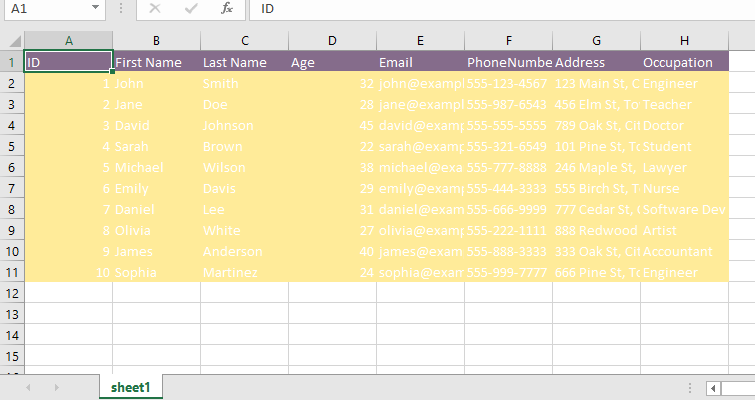 A1 fx ID
A B C D E F G H
1 ID First Name Last Name Age Email PhoneNumbe Address Occupation
2 1 John Smith 32 john@exampl 555-123-4567 123 Main St, C Engineer
3 2 Jane Doe 28 jane@examp 555-987-6543 456 Elm St, To Teacher
4 3 David Johnson 45 david@examp 555-555-5555 789 Oak St, Cit Doctor
5 4 Sarah Brown 22 sarah@examp 555-321-6549 101 Pine St, To Student
6 5 Michael Wilson 38 michael@exa 555-777-8888 246 Maple St, Lawyer
7 6 Emily Davis 29 emily@examp 555-444-3333 555 Birch St, T Nurse
8 7 Daniel Lee 31 daniel@exam 555-666-9999 777 Cedar St, Software Dev
9 8 Olivia White 27 olivia@examp 555-222-1111 888 Redwood Artist
10 9 James Anderson 40 james@exam 555-888-3333 333 Oak St, Cit Accountant
11 10 Sophia Martinez 24 sophia@exam 555-999-7777 666 Pine St, To Engineer
12
13
14
15
sheet1